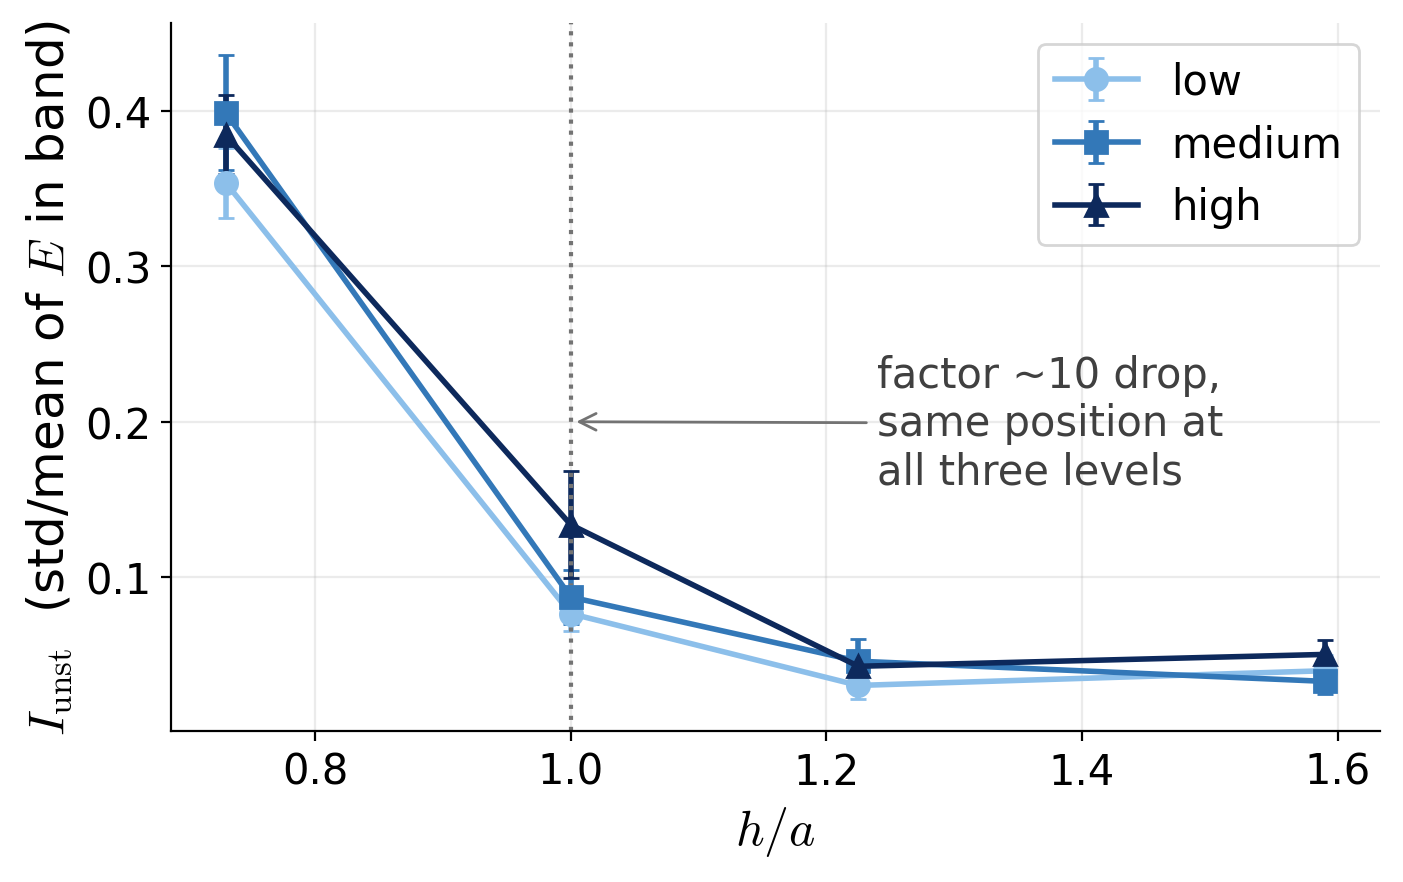 I_unst (std/mean of E in band)
0.4
0.3
0.2
0.1
low
medium
high
factor ~10 drop,
same position at
all three levels
0.8 1.0 1.2 1.4 1.6
h/a